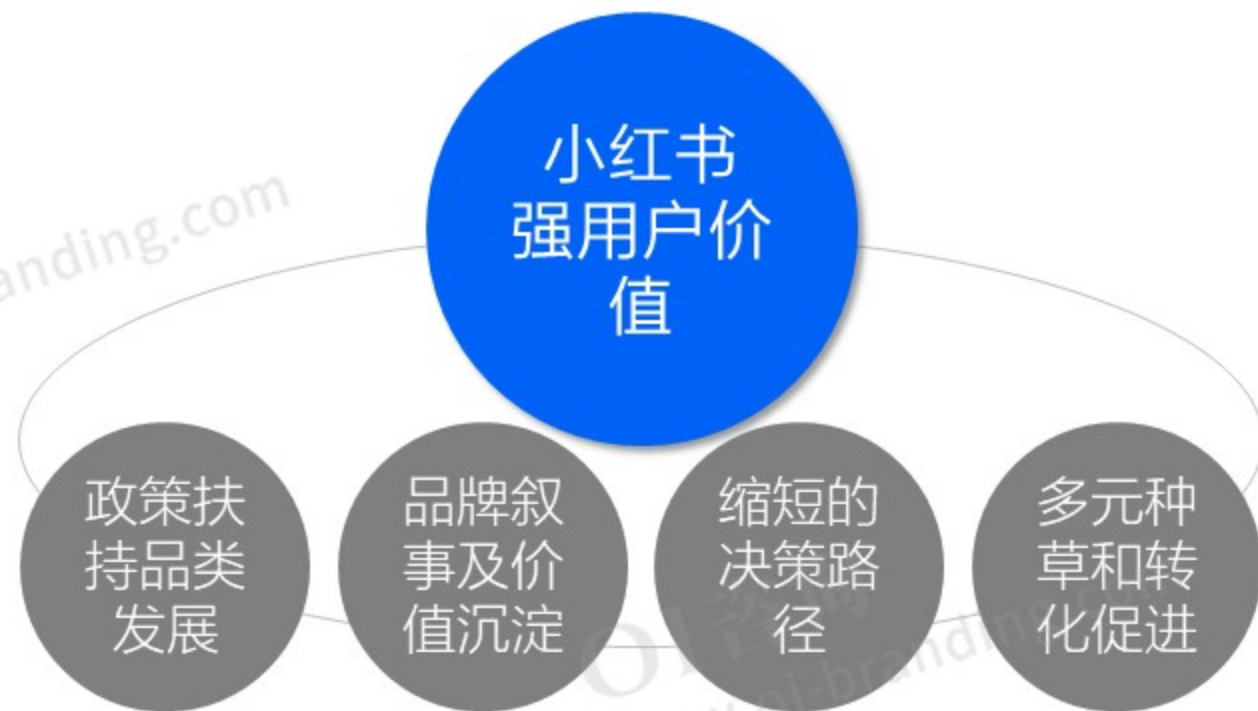 小红书
强用户价
值
anding.com
政策扶
持品类
发展
品牌叙
事及价
值沉淀
缩短的
决策路
径
多元种
草和转
化促进